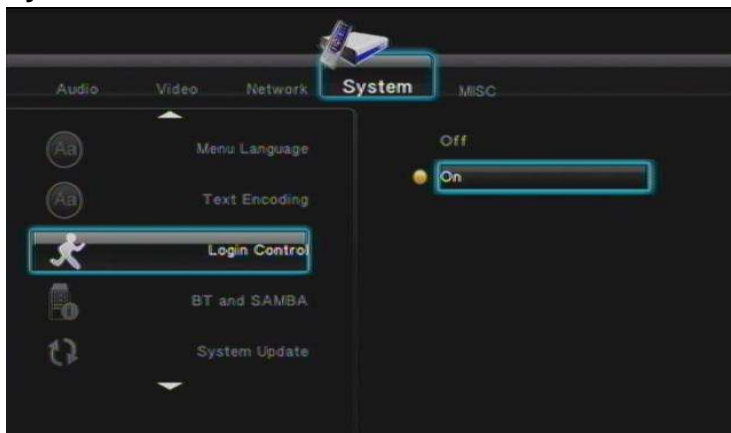 Audio Video Network System MISC
Menu Language
Text Encoding
Login Control
BT and SAMBA
System Update
Off
On